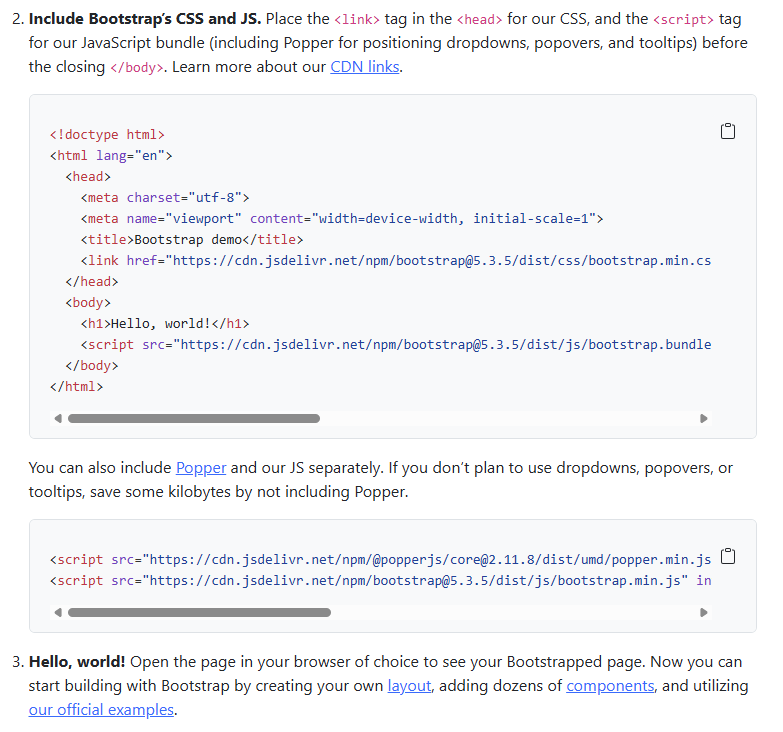 2. Include Bootstrap’s CSS and JS. Place the <link> tag in the <head> for our CSS, and the <script> tag
for our JavaScript bundle (including Popper for positioning dropdowns, popovers, and tooltips) before
the closing </body>. Learn more about our CDN links.
<!doctype html>
<html lang="en">
  <head>
    <meta charset="utf-8">
    <meta name="viewport" content="width=device-width, initial-scale=1">
    <title>Bootstrap demo</title>
    <link href="https://cdn.jsdelivr.net/npm/bootstrap@5.3.5/dist/css/bootstrap.min.cs
  </head>
  <body>
    <h1>Hello, world!</h1>
    <script src="https://cdn.jsdelivr.net/npm/bootstrap@5.3.5/dist/js/bootstrap.bundle
  </body>
</html>
You can also include Popper and our JS separately. If you don’t plan to use dropdowns, popovers, or
tooltips, save some kilobytes by not including Popper.
<script src="https://cdn.jsdelivr.net/npm/@popperjs/core@2.11.8/dist/umd/popper.min.js
<script src="https://cdn.jsdelivr.net/npm/bootstrap@5.3.5/dist/js/bootstrap.min.js" in
3. Hello, world! Open the page in your browser of choice to see your Bootstrapped page. Now you can
start building with Bootstrap by creating your own layout, adding dozens of components, and utilizing
our official examples.